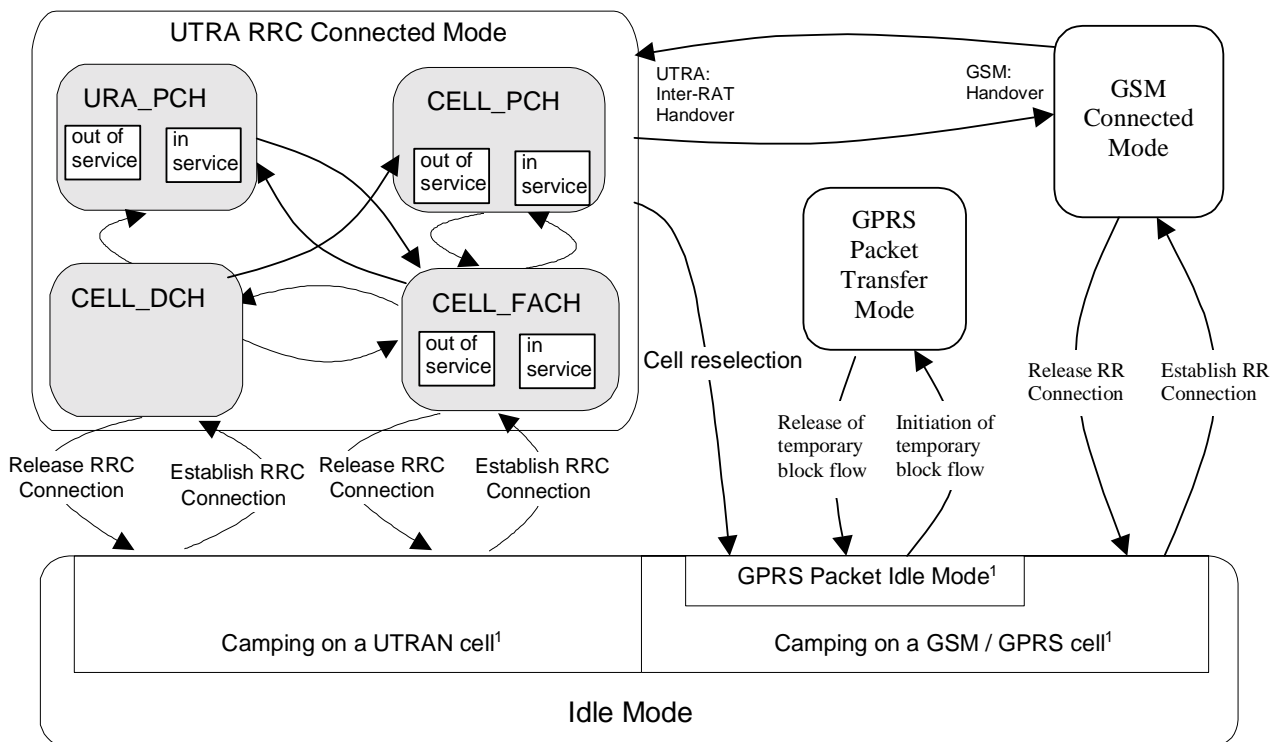 UTRA RRC Connected Mode
URA_PCH
out of
service
in
service
CELL_PCH
out of
service
in
service
UTRA:
Inter-RAT
Handover
GSM:
Handover
GSM
Connected
Mode
GPRS
Packet
Transfer
Mode
CELL_DCH
CELL_FACH
out of
service
in
service
Cell reselection
Release RR
Connection
Establish RR
Connection
Release of
temporary
block flow
Initiation of
temporary
block flow
Release RRC
Connection
Establish RRC
Connection
Release RRC
Connection
Establish RRC
Connection
GPRS Packet Idle Mode¹
Camping on a UTRAN cell¹
Camping on a GSM / GPRS cell¹
Idle Mode